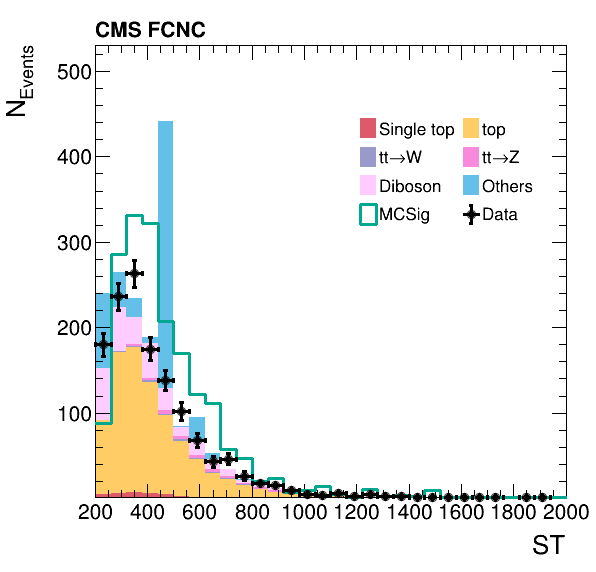 CMS FCNC
N_Events
500
400
300
200
100
Single top
top
tt→W
tt→Z
Diboson
Others
MCSig
Data
200 400 600 800 1000 1200 1400 1600 1800 2000
ST